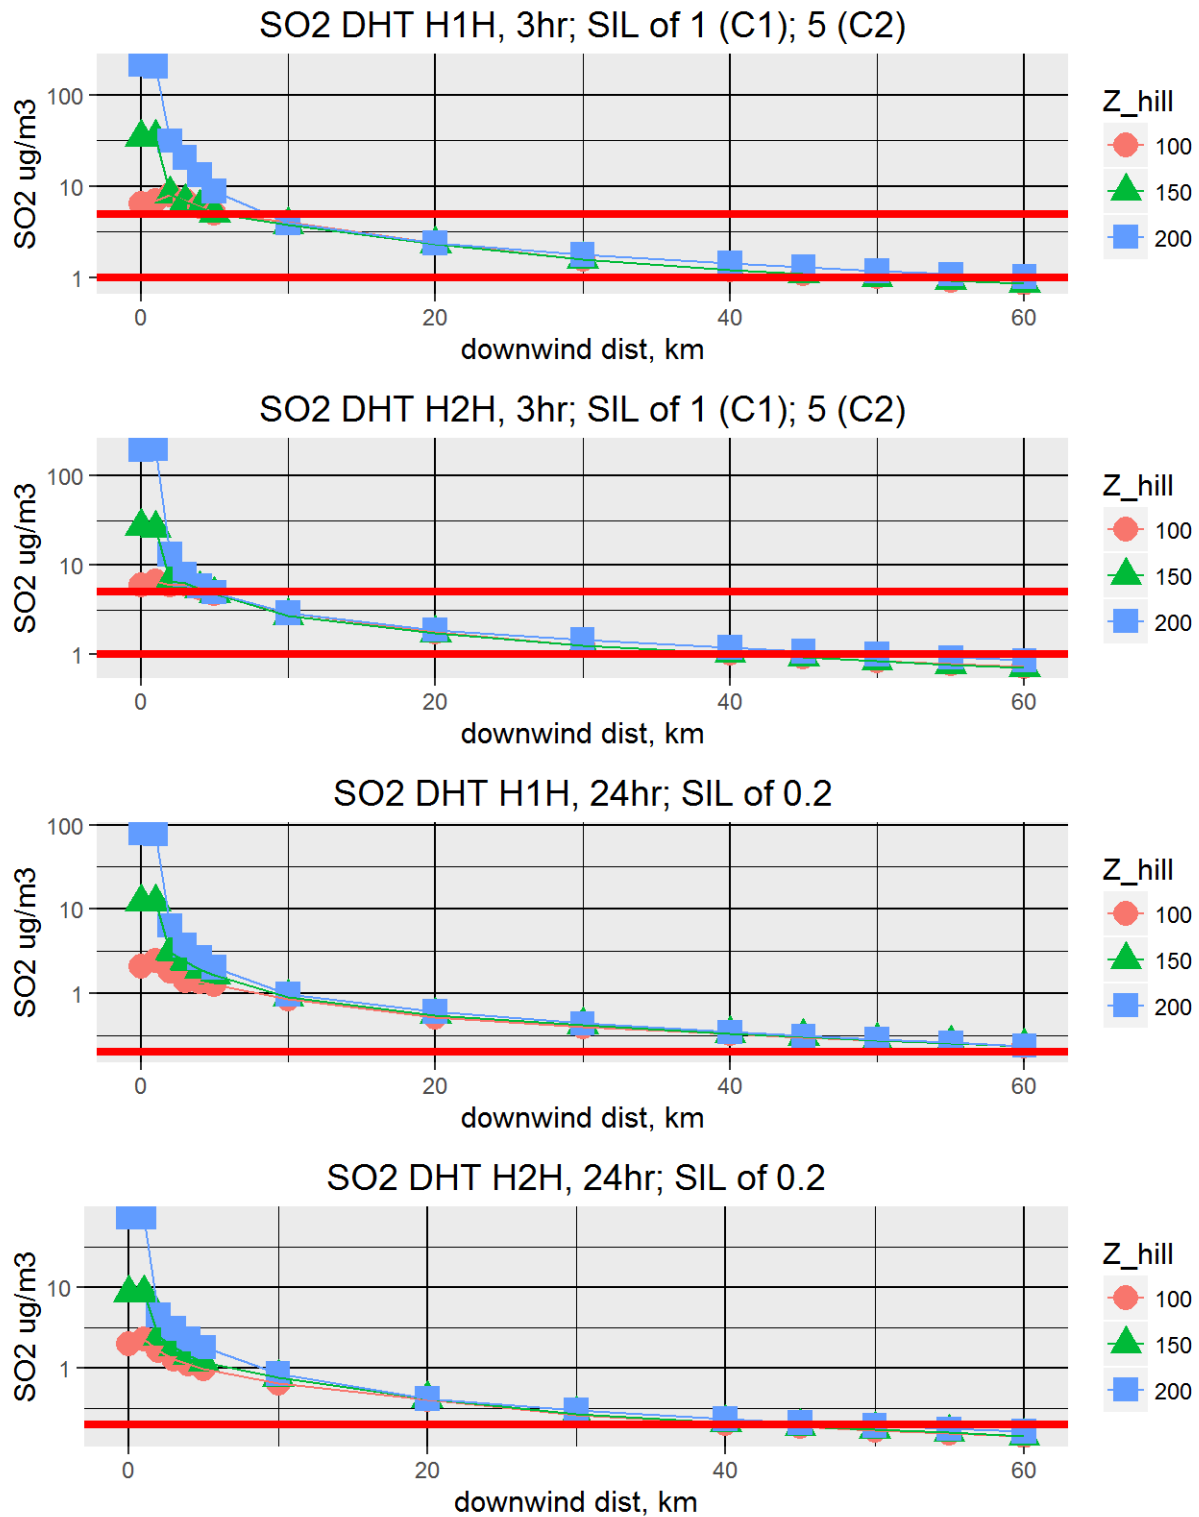 SO2 DHT H1H, 3hr; SIL of 1 (C1); 5 (C2)
SO2 ug/m3
100
10
1
0
20
40
60
downwind dist, km
Z_hill
100
150
200
SO2 DHT H2H, 3hr; SIL of 1 (C1); 5 (C2)
SO2 ug/m3
100
10
1
0
20
40
60
downwind dist, km
Z_hill
100
150
200
SO2 DHT H1H, 24hr; SIL of 0.2
SO2 ug/m3
100
10
1
0
20
40
60
downwind dist, km
Z_hill
100
150
200
SO2 DHT H2H, 24hr; SIL of 0.2
SO2 ug/m3
10
1
0
20
40
60
downwind dist, km
Z_hill
100
150
200